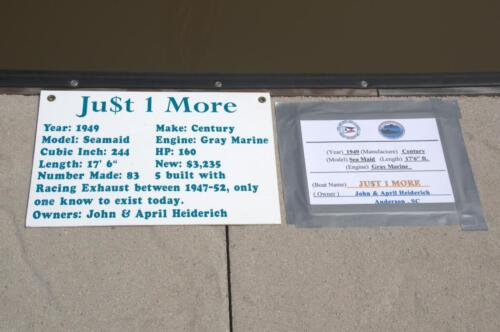 Ju$t 1 More
Year: 1949 Make: Century
Model: Seamaid Engine: Gray Marine
Cubic Inch: 244 HP: 160
Length: 17' 6" New: $3,235
Number Made: 83 5 built with
Racing Exhaust between 1947-52, only
one know to exist today.
Owners: John & April Heiderich
(Year) 1949 (Manufacture) Century
(Model) Sea Maid (Length) 17'6" ft.
(Engine) Gray Marine
(Boat Name) JU$T 1 MORE
(Owner) John & April Heiderich
Anderson, SC